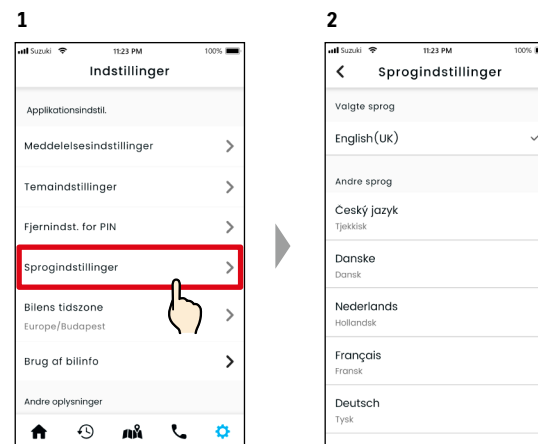 1
Suzuki 11:23 PM 100%
Indstillinger
Applikationsindstil.
Meddelelsesindstillinger
Temaindstillinger
Fjernindst. for PIN
Sprogindstillinger
Bilens tidszone
Europe/Budapest
Brug af bilinfo
Andre oplysninger
2
Suzuki 11:23 PM 100%
Sprogindstillinger
Valgte sprog
English(UK)
Andre sprog
Český jazyk
Tjekkisk
Danske
Dansk
Nederlands
Hollandsk
Français
Fransk
Deutsch
Tysk